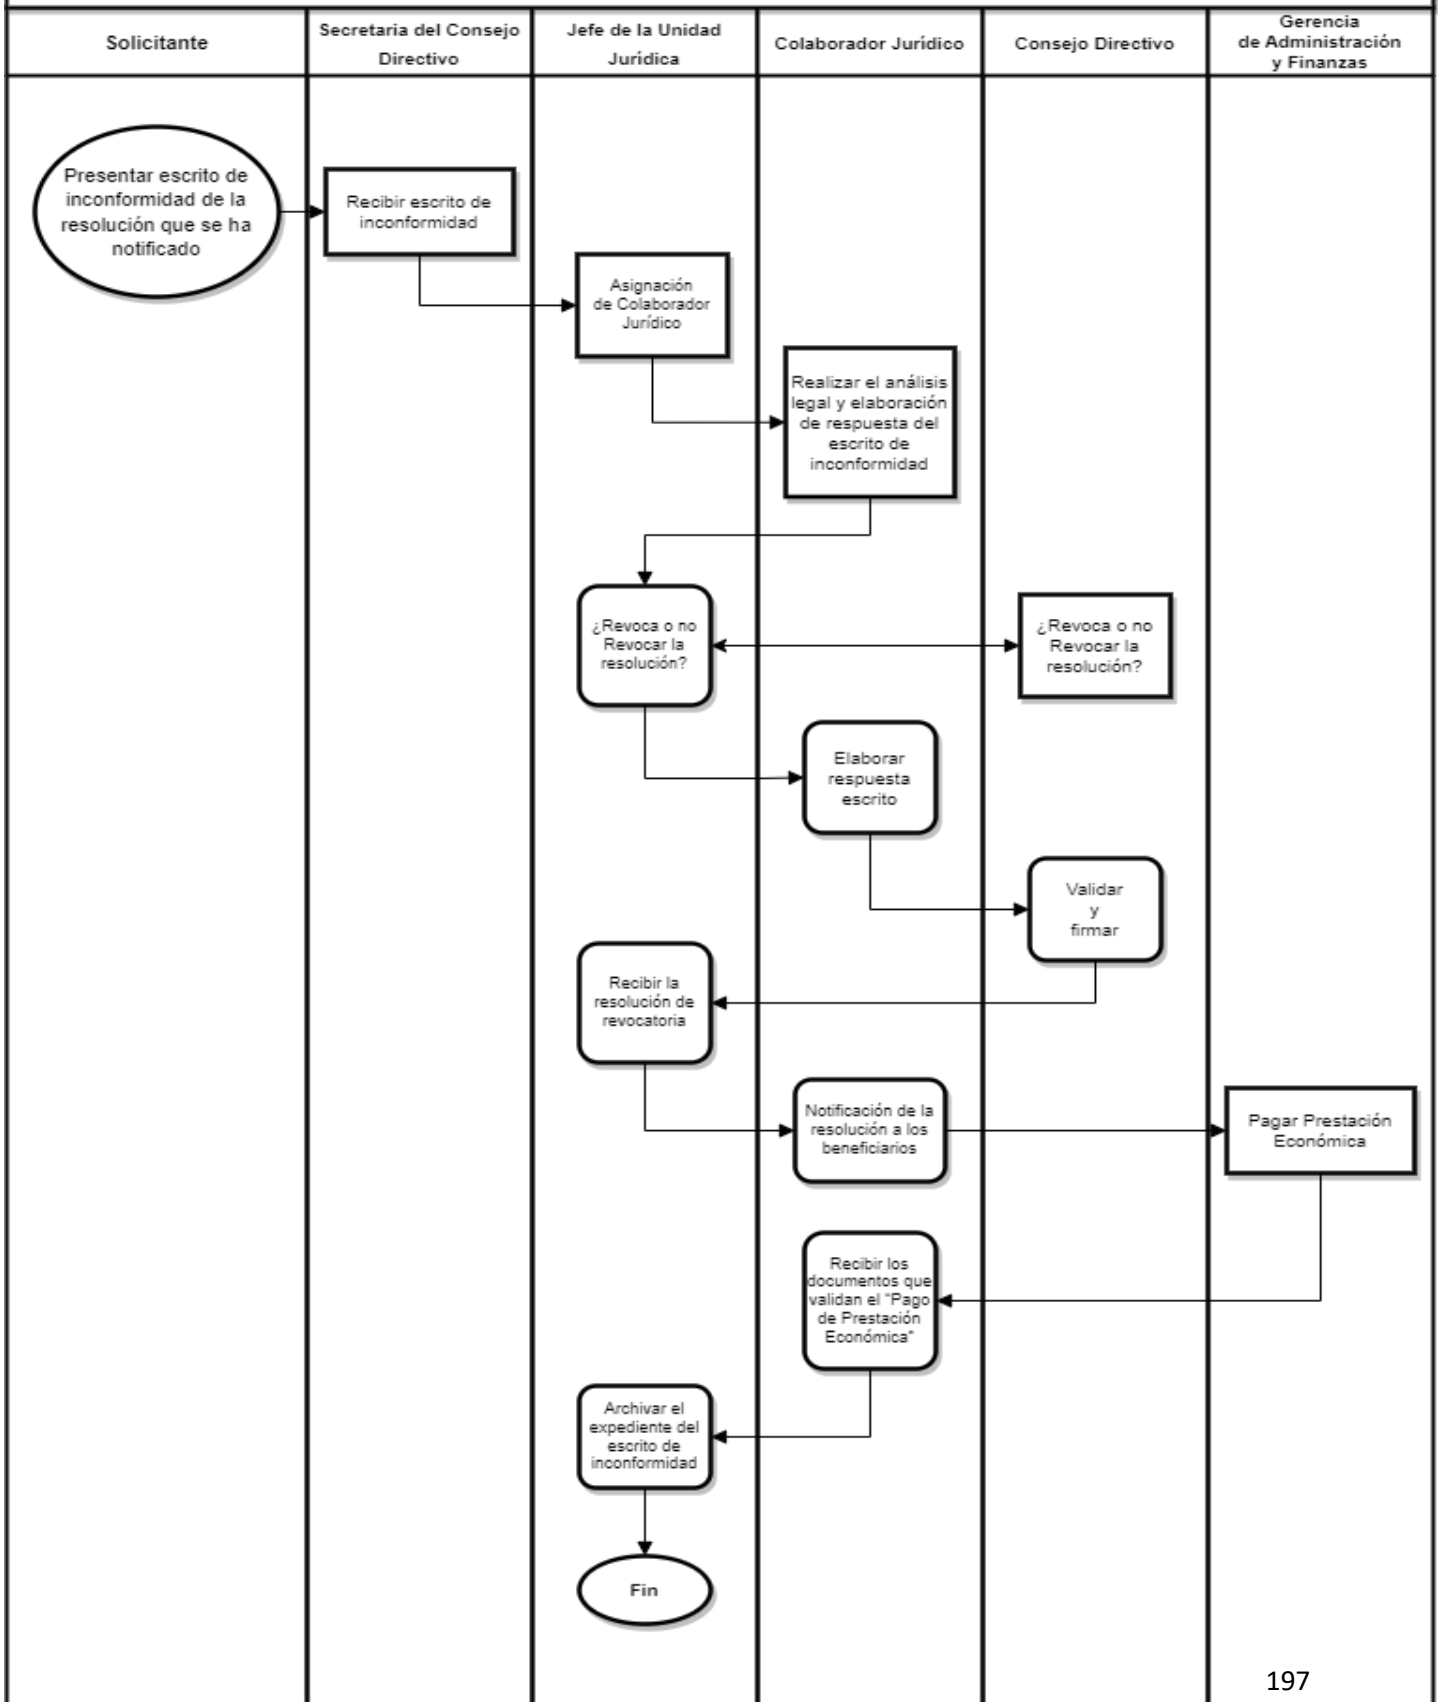 Solicitante
Secretaria del Consejo
Directivo
Jefe de la Unidad
Jurídica
Colaborador Jurídico
Consejo Directivo
Gerencia
de Administración
y Finanzas
Presentar escrito de
inconformidad de la
resolución que se ha
notificado
Recibir escrito de
inconformidad
Asignación
de Colaborador
Jurídico
Realizar el análisis
legal y elaboración
de respuesta del
escrito de
inconformidad
¿Revoca o no
Revocar la
resolución?
¿Revoca o no
Revocar la
resolución?
Elaborar
respuesta
escrito
Validar
y
firmar
Recibir la
resolución de
revocatoria
Notificación de la
resolución a los
beneficiarios
Pagar Prestación
Económica
Recibir los
documentos que
validan el "Pago
de Prestación
Económica"
Archivar el
expediente del
escrito de
inconformidad
Fin
197